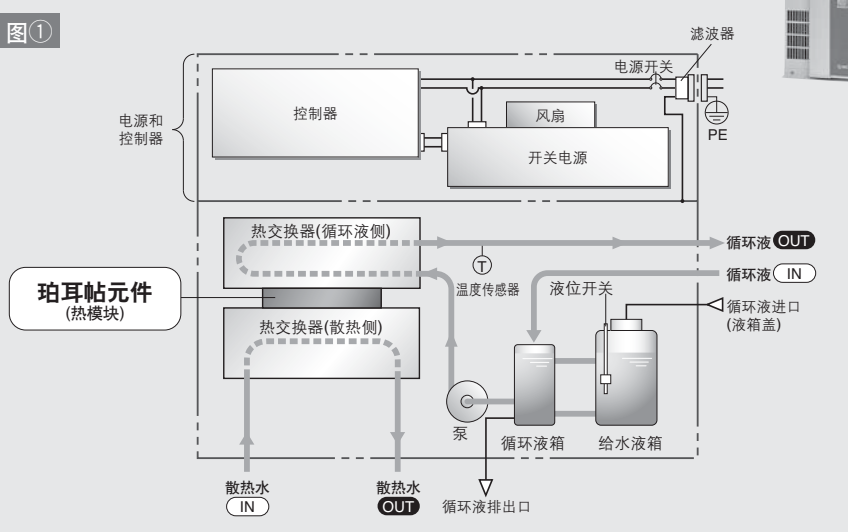 图①
滤波器
电源开关
电源和
控制器
控制器
风扇
开关电源
PE
热交换器(循环液侧)
循环液 OUT
T
温度传感器
循环液 IN
液位开关
珀耳帖元件
(热模块)
循环液进口
(液箱盖)
热交换器(散热侧)
泵
循环液箱
给水液箱
散热水
IN
散热水
OUT
循环液排出口